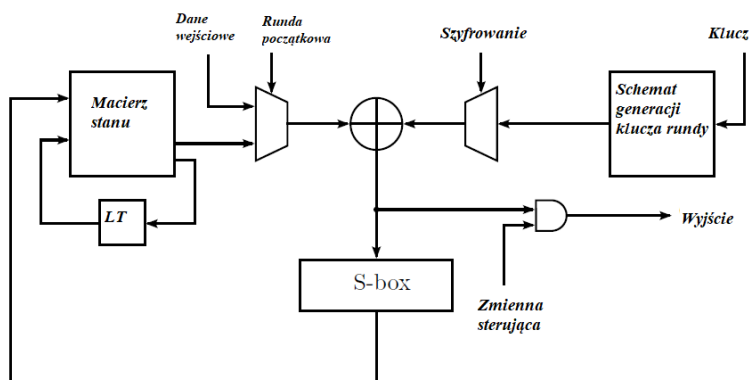 Dane
wejściowe
Runda
początkowa
Szyfrowanie
Klucz
Macierz
stanu
Schemat
generacji
klucza rundy
LT
Wyjście
S-box
Zmienna
sterująca